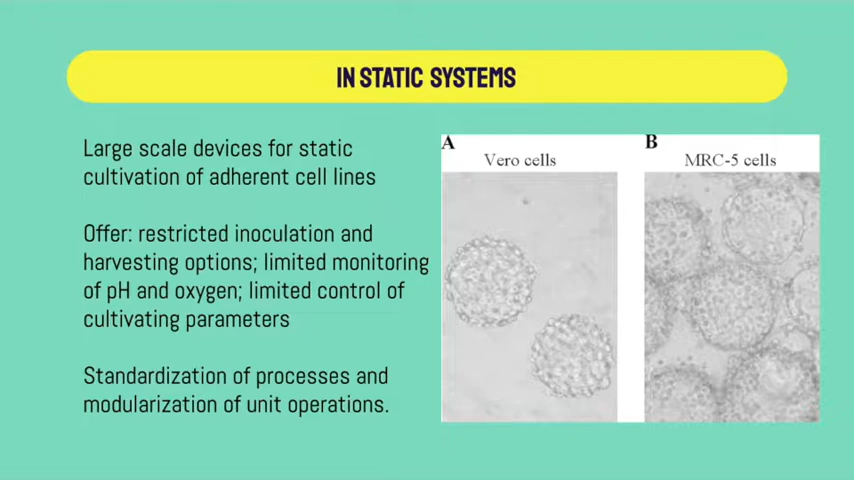 IN STATIC SYSTEMS
Large scale devices for static
cultivation of adherent cell lines
Offer: restricted inoculation and
harvesting options; limited monitoring
of pH and oxygen; limited control of
cultivating parameters
Standardization of processes and
modularization of unit operations.
A
Vero cells
B
MRC-5 cells